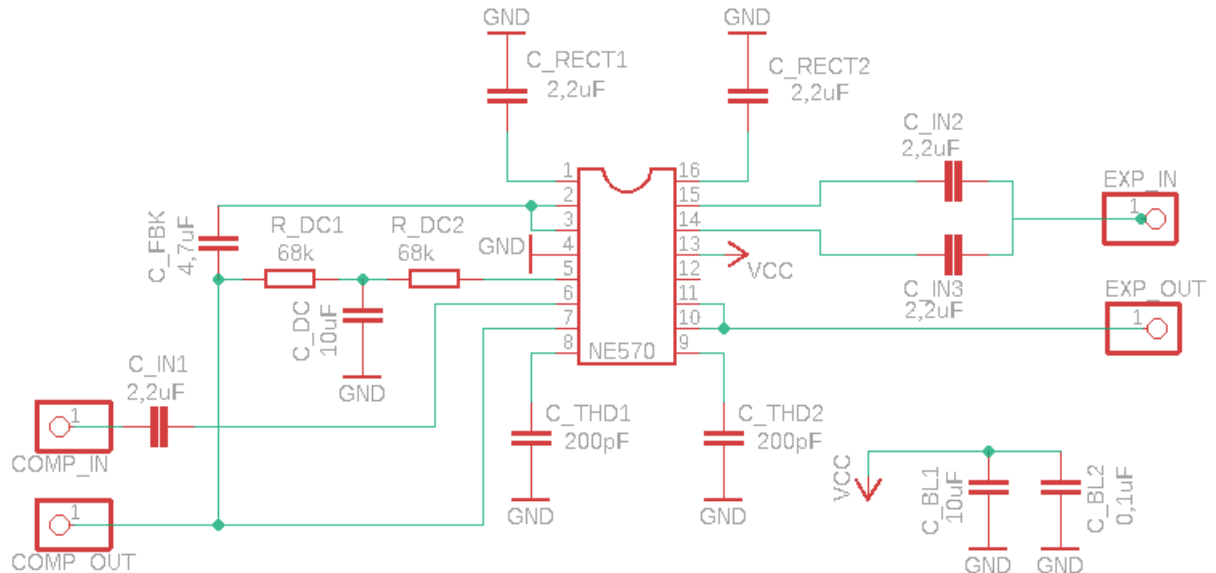 GND
GND
C_RECT1
2,2uF
C_RECT2
2,2uF
C_IN2
2,2uF
EXP_IN
1
1
2
3
4
5
6
7
8
16
15
14
13
12
11
10
9
NE570
C_FBK
4,7uF
R_DC1
68k
R_DC2
68k
GND
VCC
C_IN3
2,2uF
EXP_OUT
1
C_DC
10uF
GND
C_IN1
2,2uF
1
COMP_IN
C_THD1
200pF
C_THD2
200pF
1
COMP_OUT
GND
GND
VCC
C_BL1
10uF
C_BL2
0,1uF
GND
GND